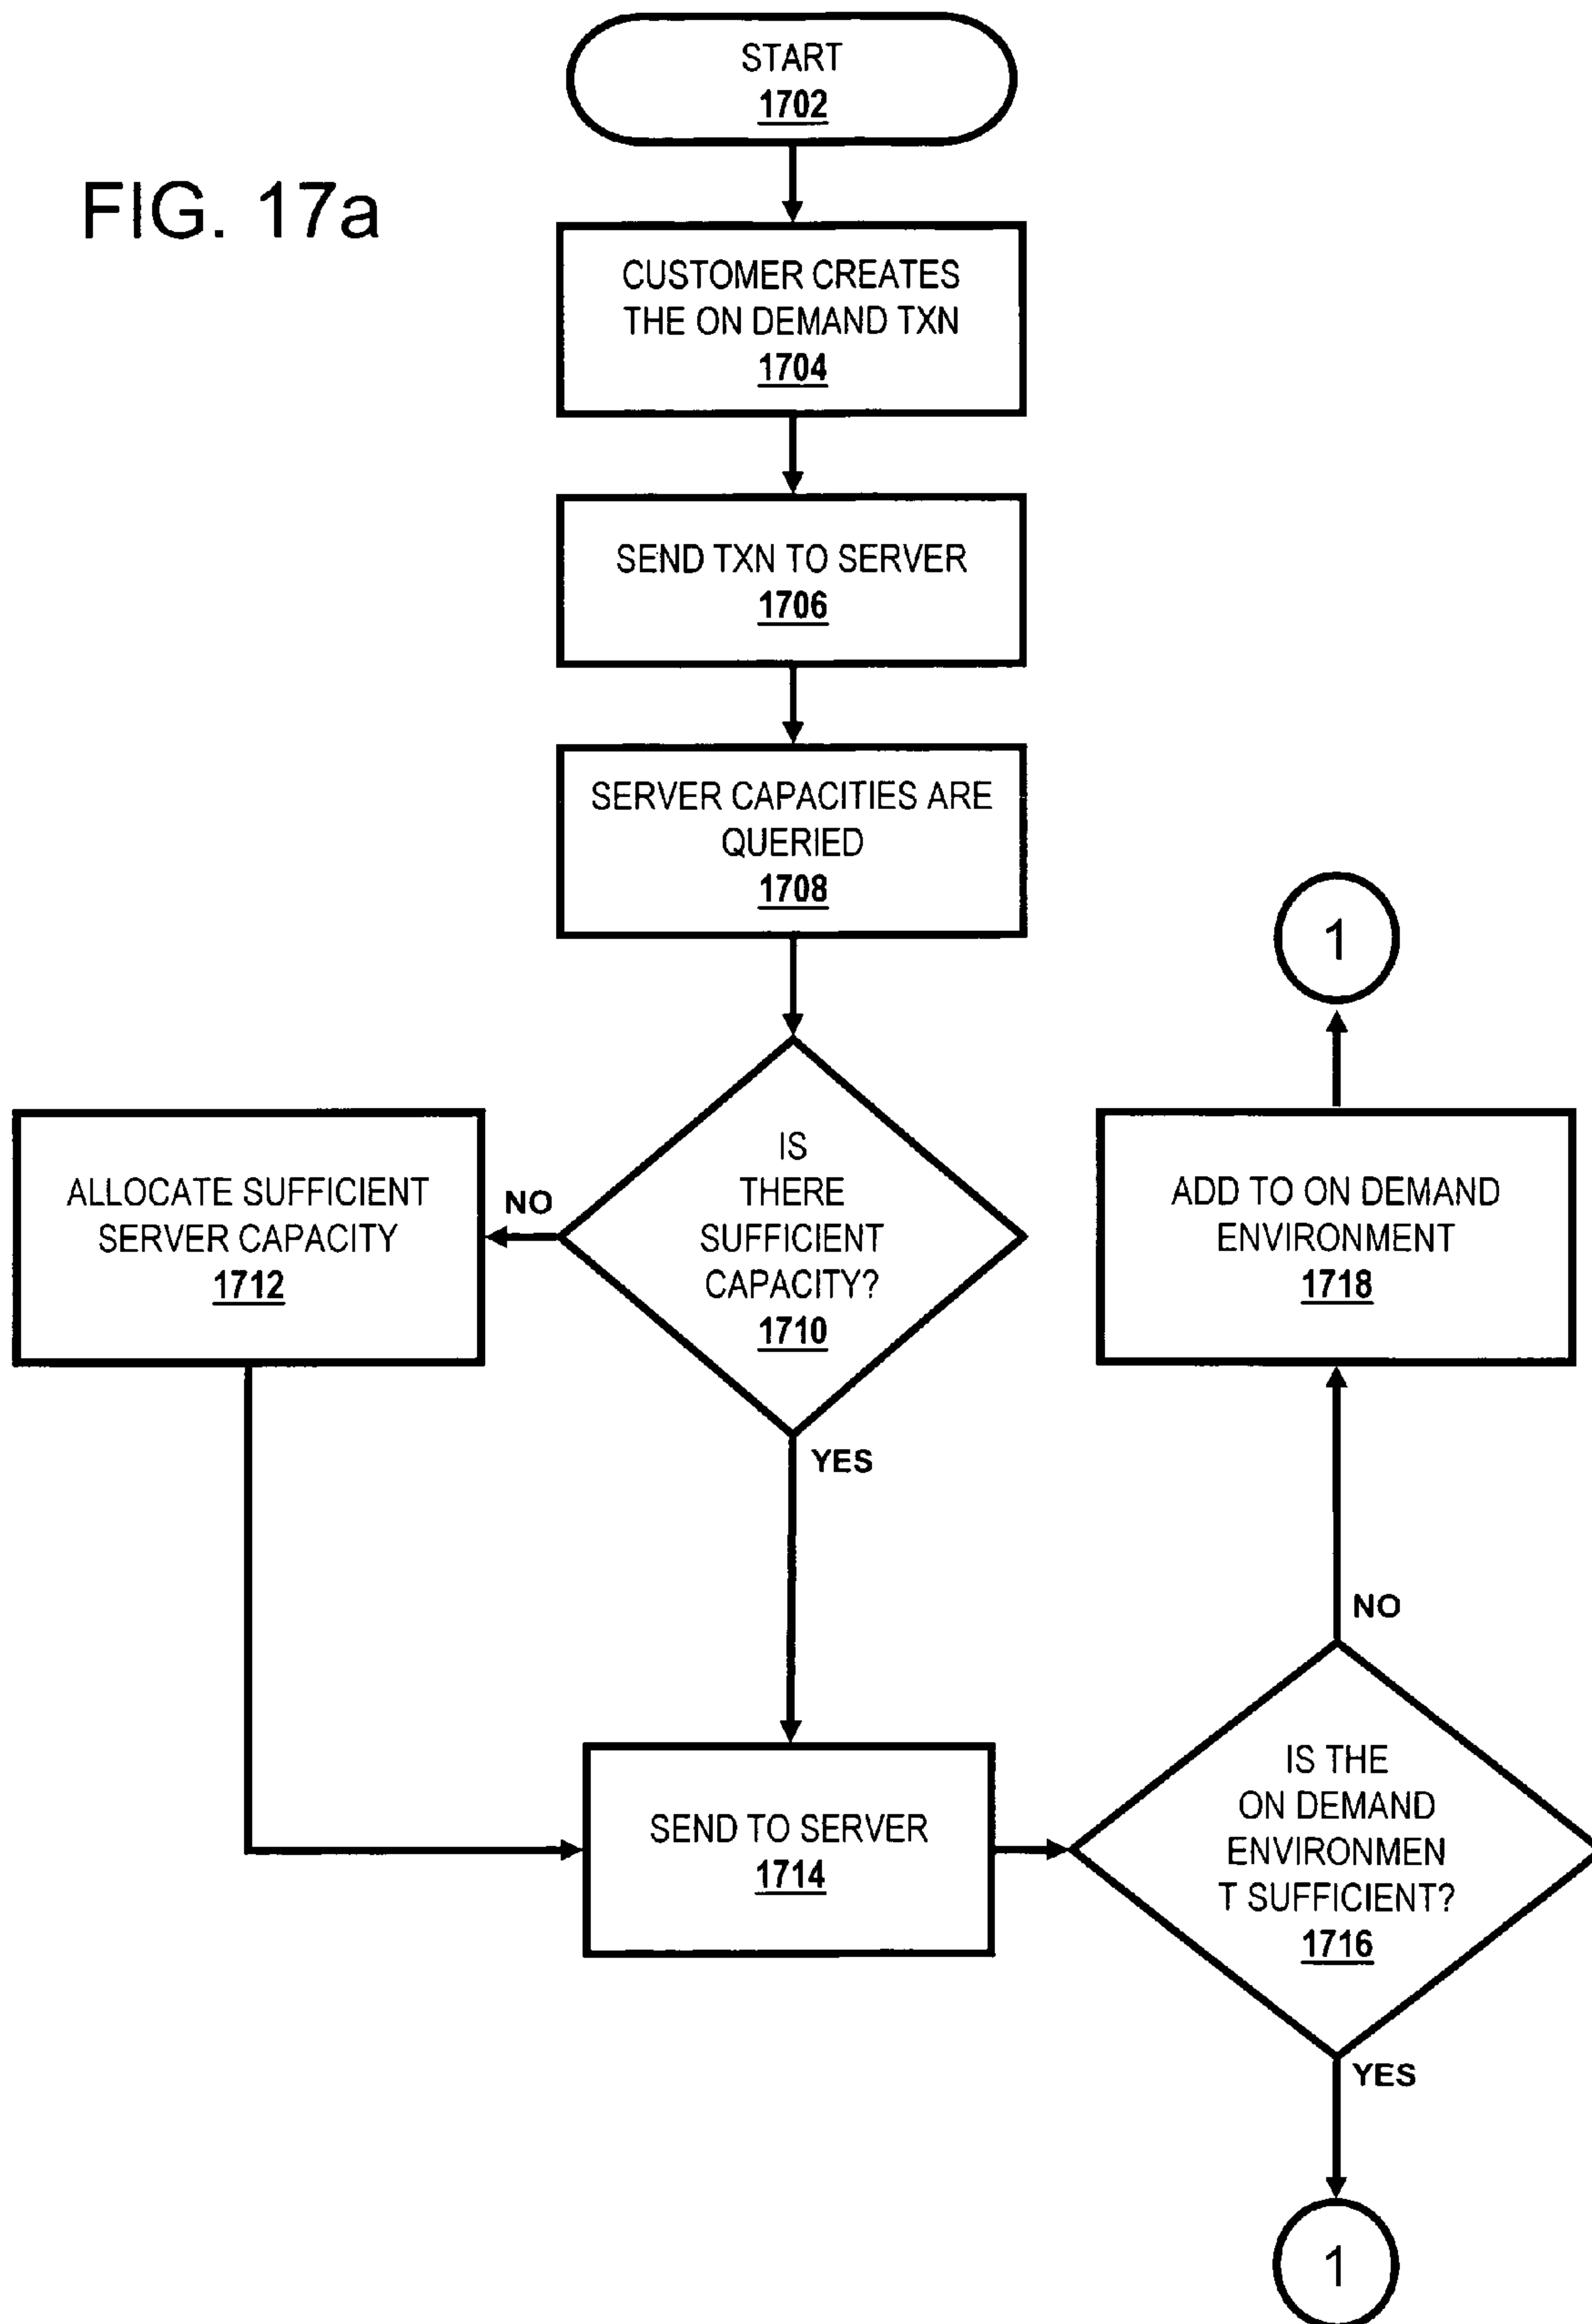 START
1702
FIG. 17a
CUSTOMER CREATES
THE ON DEMAND TXN
1704
SEND TXN TO SERVER
1706
SERVER CAPACITIES ARE
QUERIED
1708
1
IS
THERE
SUFFICIENT
CAPACITY?
1710
NO
ALLOCATE SUFFICIENT
SERVER CAPACITY
1712
ADD TO ON DEMAND
ENVIRONMENT
1718
YES
NO
SEND TO SERVER
1714
IS THE
ON DEMAND
ENVIRONMEN
T SUFFICIENT?
1716
YES
1